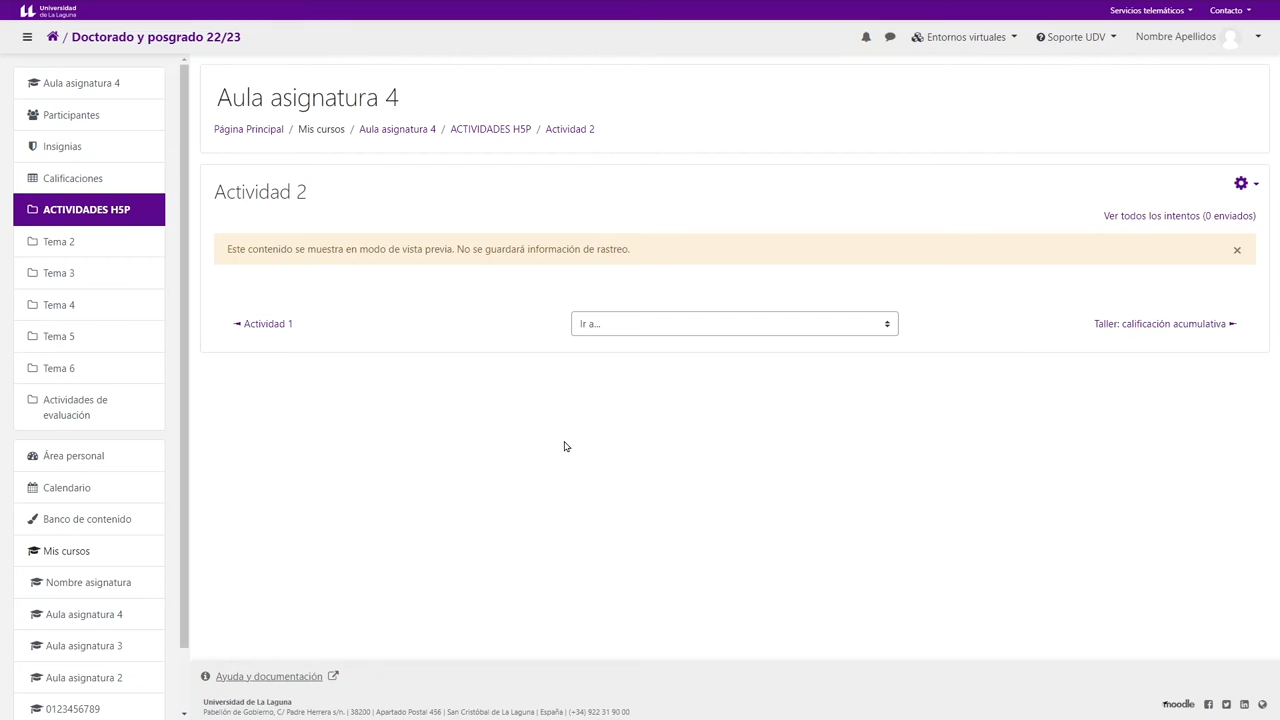 Universidad
de La Laguna
Servicios telemáticos
Contacto
/ Doctorado y posgrado 22/23
Entornos virtuales
Soporte UDV
Nombre Apellidos
Aula asignatura 4
Participantes
Insignias
Calificaciones
ACTIVIDADES H5P
Tema 2
Tema 3
Tema 4
Tema 5
Tema 6
Actividades de
evaluación
Área personal
Calendario
Banco de contenido
Mis cursos
Nombre asignatura
Aula asignatura 4
Aula asignatura 3
Aula asignatura 2
0123456789
Aula asignatura 4
Página Principal / Mis cursos / Aula asignatura 4 / ACTIVIDADES H5P / Actividad 2
Actividad 2
Ver todos los intentos (0 enviados)
Este contenido se muestra en modo de vista previa. No se guardará información de rastreo.
×
◄ Actividad 1
Ir a...
Taller: calificación acumulativa ►
Ayuda y documentación
Universidad de La Laguna
Pabellón de Gobierno, C/ Padre Herrera s/n. | 38200 | Apartado Postal 456 | San Cristóbal de La Laguna | España | (+34) 922 31 90 00
moodle